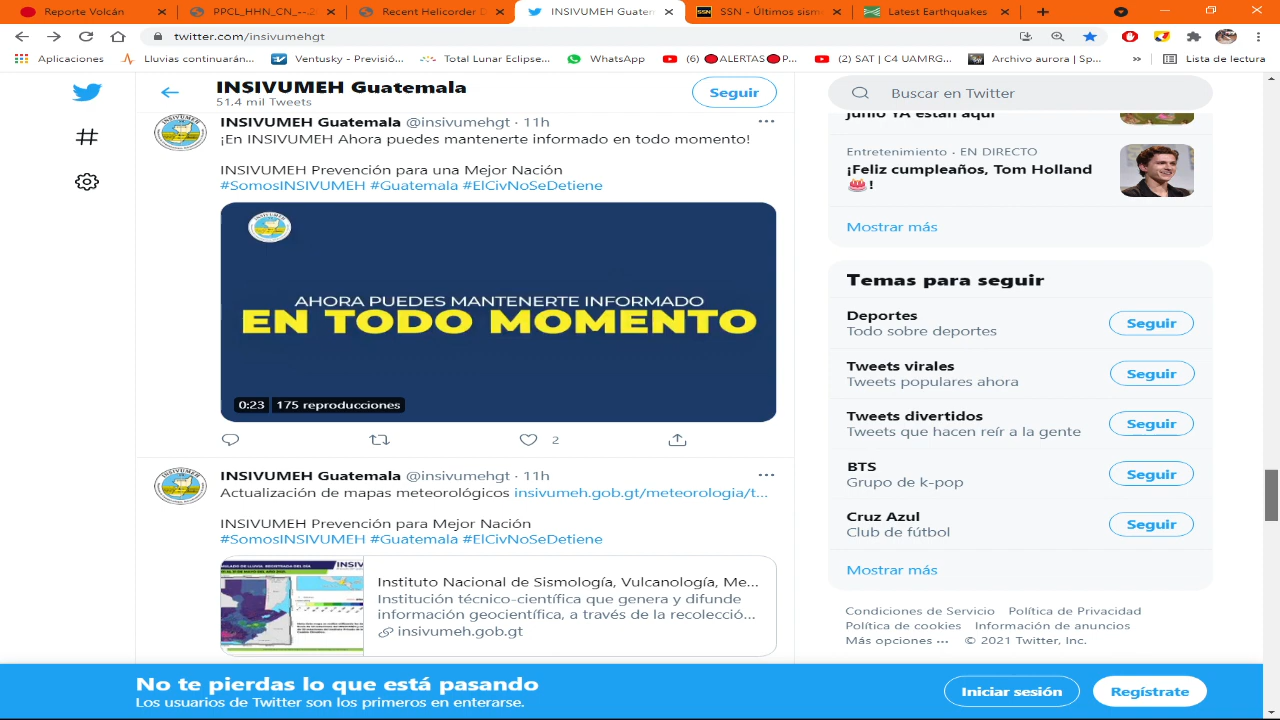 Reporte Volcán
PPCL_HHN_CN_--.20
Recent Helicorder D
INSIVUMEH Guatem
SSN - Últimos sism
Latest Earthquakes
twitter.com/insivumehgt
Aplicaciones
Lluvias continuarán...
Ventusky - Previsió...
Total Lunar Eclipse...
WhatsApp
(6) 🔴ALERTAS🔴P...
(2) SAT | C4 UAMRG...
Archivo aurora | Sp...
»
Lista de lectura
INSIVUMEH Guatemala
51,4 mil Tweets
Seguir
Buscar en Twitter
INSIVUMEH Guatemala @insivumehgt · 11h
¡En INSIVUMEH Ahora puedes mantenerte informado en todo momento!
INSIVUMEH Prevención para una Mejor Nación
#SomosINSIVUMEH #Guatemala #ElCivNoSeDetiene
INSIVUMEH
AHORA PUEDES MANTENERTE INFORMADO
EN TODO MOMENTO
0:23 175 reproducciones
2
INSIVUMEH Guatemala @insivumehgt · 11h
Actualización de mapas meteorológicos insivumeh.gob.gt/meteorologia/t...
INSIVUMEH Prevención para Mejor Nación
#SomosINSIVUMEH #Guatemala #ElCivNoSeDetiene
Instituto Nacional de Sismología, Vulcanología, Me...
Institución técnico-científica que genera y difunde
información geocientífica, a través de la recolecció...
insivumeh.gob.gt
junio YA están aquí
Entretenimiento · EN DIRECTO
¡Feliz cumpleaños, Tom Holland
🎂!
Mostrar más
Temas para seguir
Deportes
Todo sobre deportes
Seguir
Tweets virales
Tweets populares ahora
Seguir
Tweets divertidos
Tweets que hacen reír a la gente
Seguir
BTS
Grupo de k-pop
Seguir
Cruz Azul
Club de fútbol
Seguir
Mostrar más
Condiciones de Servicio Política de Privacidad
Política de cookies Información de anuncios
Más opciones ··· © 2021 Twitter, Inc.
No te pierdas lo que está pasando
Los usuarios de Twitter son los primeros en enterarse.
Iniciar sesión
Regístrate